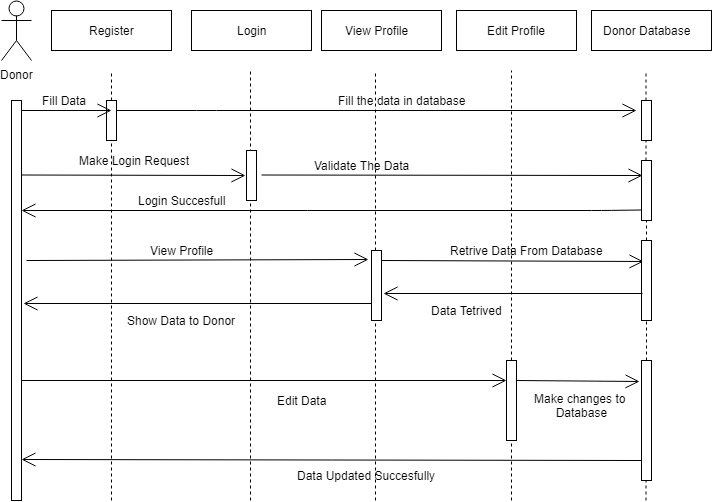 Register
Login
View Profile
Edit Profile
Donor Database
Donor
Fill Data
Fill the data in database
Make Login Request
Validate The Data
Login Succesfull
View Profile
Retrive Data From Database
Data Tetrived
Show Data to Donor
Edit Data
Make changes to
Database
Data Updated Succesfully